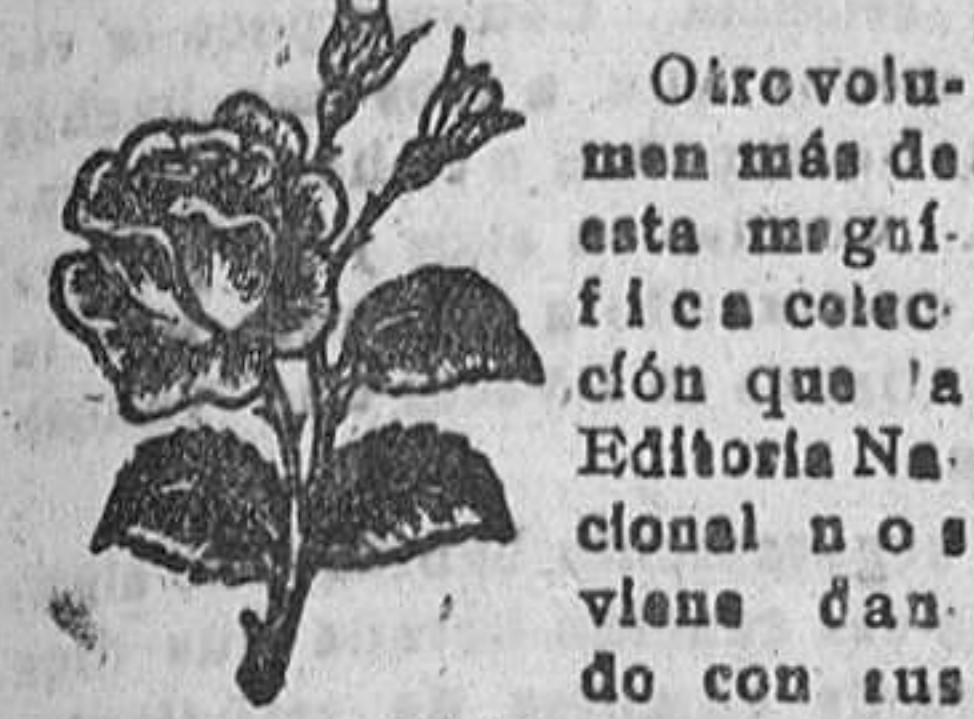 Otro volu-
men más de
esta magní-
fica colec-
ción que la
Editoria Na-
cional nos
viene dan-
do con sus